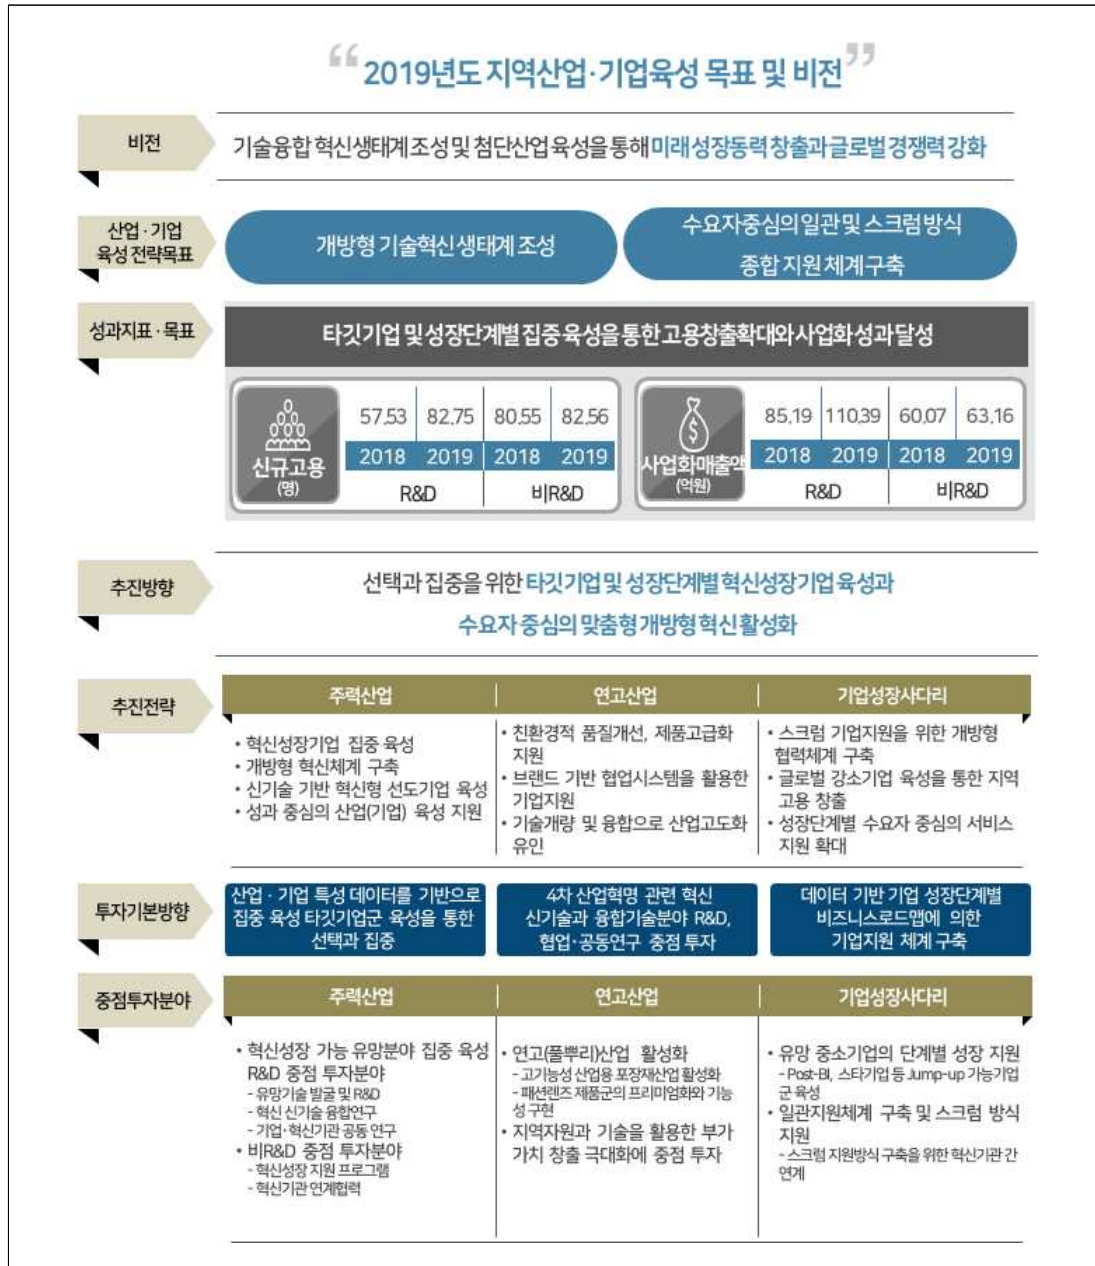 “2019년도 지역산업·기업육성 목표 및 비전”
비전
기술융합 혁신생태계 조성 및 첨단산업 육성을 통해 미래 성장동력 창출과 글로벌 경쟁력 강화
산업·기업
육성 전략목표
개방형 기술혁신 생태계 조성
수요자중심의 일관 및 스크럼 방식
종합 지원 체계 구축
성과지표·목표
타깃기업 및 성장단계별 집중 육성을 통한 고용창출확대와 사업화 성과 달성
신규고용
(명)
57.53 82.75 80.55 82.56
2018 2019 2018 2019
R&D 비R&D
사업화매출액
(억원)
85.19 110.39 60.07 63.16
2018 2019 2018 2019
R&D 비R&D
추진방향
선택과 집중을 위한 타깃기업 및 성장단계별 혁신성장기업 육성과
수요자 중심의 맞춤형 개방형 혁신 활성화
추진전략
주력산업
• 혁신성장기업 집중 육성
• 개방형 혁신체계 구축
• 신기술 기반 혁신형 선도기업 육성
• 성과 중심의 산업(기업) 육성 지원
연고산업
• 친환경적 품질개선, 제품고급화
지원
• 브랜드 기반 협업시스템을 활용한
기업지원
• 기술개량 및 융합으로 산업고도화
유인
기업성장사다리
• 스크럼 기업지원을 위한 개방형
협력체계 구축
• 글로벌 강소기업 육성을 통한 지역
고용 창출
• 성장단계별 수요자 중심의 서비스
지원 확대
투자기본방향
산업·기업 특성 데이터를 기반으로
집중 육성 타깃기업군 육성을 통한
선택과 집중
4차 산업혁명 관련 혁신
신기술과 융합기술분야 R&D,
협업·공동연구 중점 투자
데이터 기반 기업 성장단계별
비즈니스로드맵에 의한
기업지원 체계 구축
중점투자분야
주력산업
• 혁신성장 가능 유망분야 집중 육성
R&D 중점 투자분야
- 유망기술 발굴 및 R&D
- 혁신 신기술 융합연구
- 기업·혁신기관 공동 연구
• 비R&D 중점 투자분야
- 혁신성장 지원 프로그램
- 혁신기관 연계협력
연고산업
• 연고(풀뿌리)산업 활성화
- 고기능성 산업용 포장재산업 활성화
- 패션렌즈 제품군의 프리미엄화와 기능
성 구현
• 지역자원과 기술을 활용한 부가
가치 창출 극대화에 중점 투자
기업성장사다리
• 유망 중소기업의 단계별 성장 지원
- Post-BI, 스타기업 등 Jump-up 가능기업
군 육성
• 일관지원체계 구축 및 스크럼 방식
지원
- 스크럼 지원방식 구축을 위한 혁신기관 간
연계